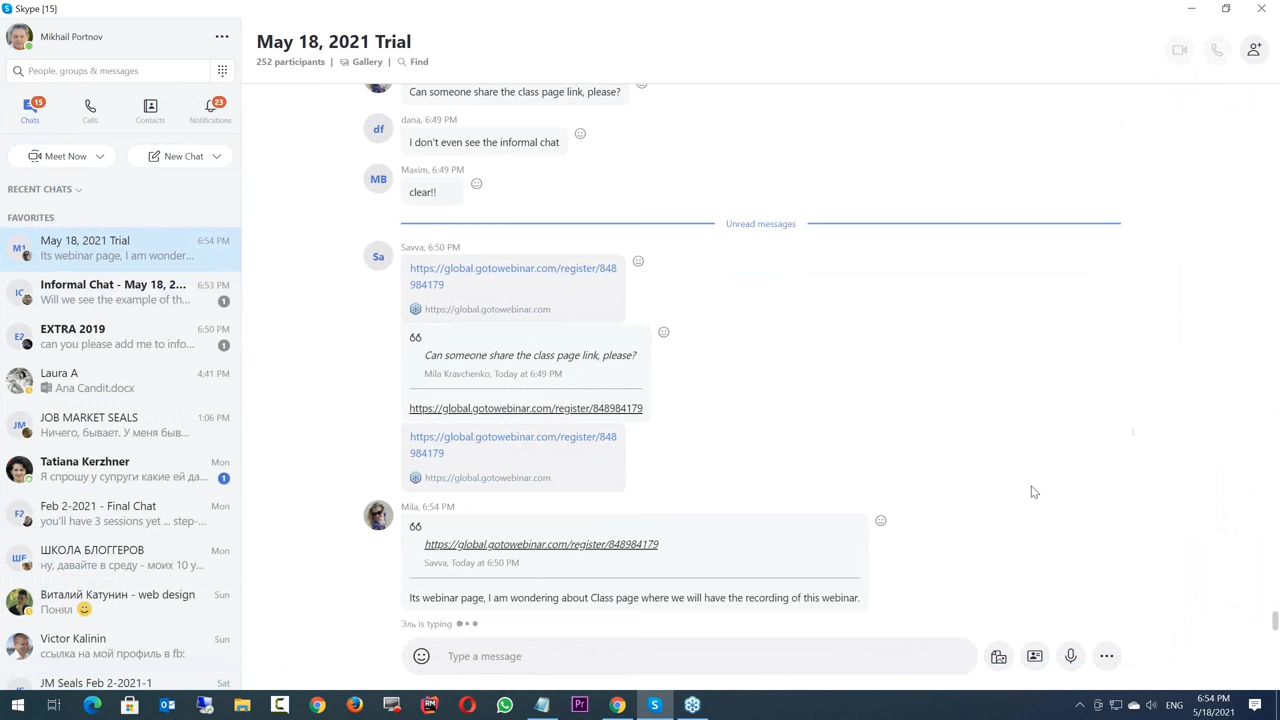 Skype [15]
Mikhail Portnov
People, groups & messages
15
23
Chats
Calls
Contacts
Notifications
Meet Now
New Chat
RECENT CHATS
FAVORITES
M1
May 18, 2021 Trial
6:54 PM
Its webinar page, I am wonder...
IC
Informal Chat - May 18, 2...
6:53 PM
Will we see the example of th...
1
E2
EXTRA 2019
6:50 PM
can you please add me to info...
1
Laura A
4:41 PM
Ana Candit.docx
JM
JOB MARKET SEALS
1:06 PM
Ничего, бывает. У меня быв...
Tatiana Kerzhner
Mon
Я спрошу у супруги какие ей да...
1
F2
Feb 2-2021 - Final Chat
Mon
you'll have 3 sessions yet ... step-...
ШЕ
ШКОЛА БЛОГГЕРОВ
Mon
ну, давайте в среду - моих 10 у...
Виталий Катунин - web design
Sun
Понял
Victor Kalinin
Sun
ссылка на мой профиль в fb:
JM Seals Feb 2-2021-1
Sat
May 18, 2021 Trial
252 participants | Gallery | Find
Can someone share the class page link, please?
dana, 6:49 PM
df
I don't even see the informal chat
Maxim, 6:49 PM
MB
clear!!
Unread messages
Savva, 6:50 PM
Sa
https://global.gotowebinar.com/register/848
984179
https://global.gotowebinar.com
Can someone share the class page link, please?
Mila Kravchenko, Today at 6:49 PM
https://global.gotowebinar.com/register/848984179
https://global.gotowebinar.com/register/848
984179
https://global.gotowebinar.com
Mila, 6:54 PM
https://global.gotowebinar.com/register/848984179
Savva, Today at 6:50 PM
Its webinar page, I am wondering about Class page where we will have the recording of this webinar.
Эль is typing
Type a message
RM
Pr
ENG
6:54 PM
5/18/2021